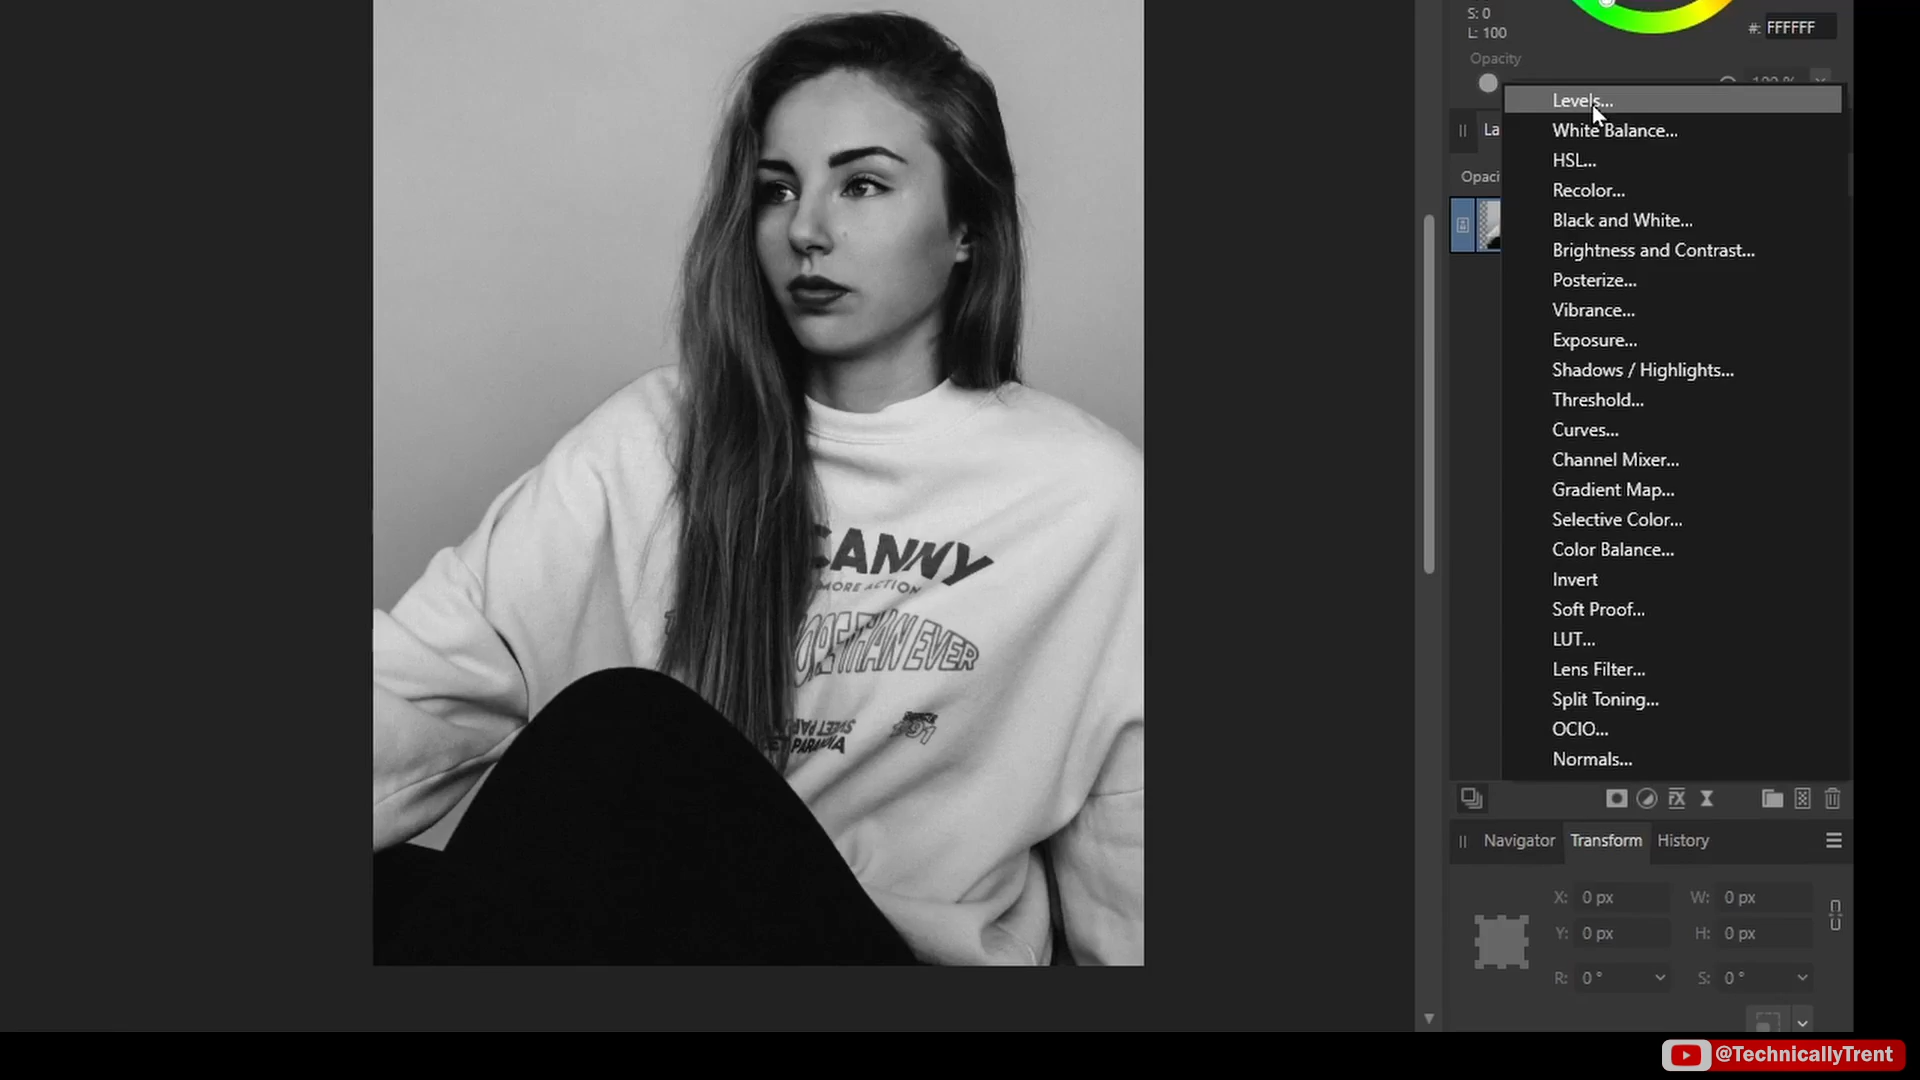 S: 0
L: 100
#: FFFFFF
Opacity
100 %
Levels...
White Balance...
HSL...
Recolor...
Black and White...
Brightness and Contrast...
Posterize...
Vibrance...
Exposure...
Shadows / Highlights...
Threshold...
Curves...
Channel Mixer...
Gradient Map...
Selective Color...
Color Balance...
Invert
Soft Proof...
LUT...
Lens Filter...
Split Toning...
OCIO...
Normals...
La
Opaci
CANNY
MORE ACTION
ORE THAN EVER
Navigator Transform History
X: 0 px W: 0 px
Y: 0 px H: 0 px
R: 0 ° S: 0 °
@TechnicallyTrent